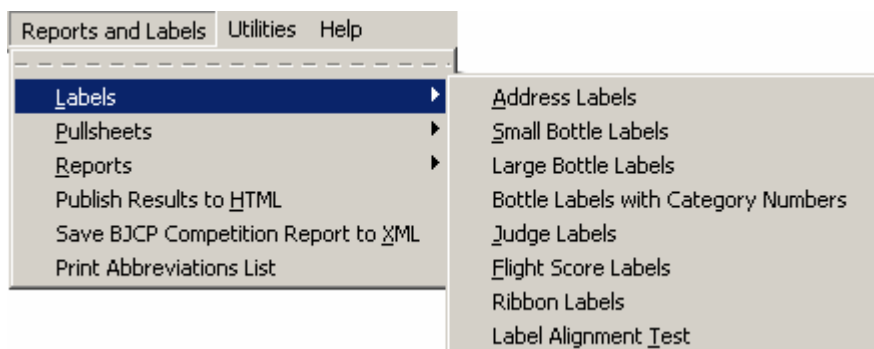 Reports and Labels Utilities Help
Labels
Pullsheets
Reports
Publish Results to HTML
Save BJCP Competition Report to XML
Print Abbreviations List
Address Labels
Small Bottle Labels
Large Bottle Labels
Bottle Labels with Category Numbers
Judge Labels
Flight Score Labels
Ribbon Labels
Label Alignment Test